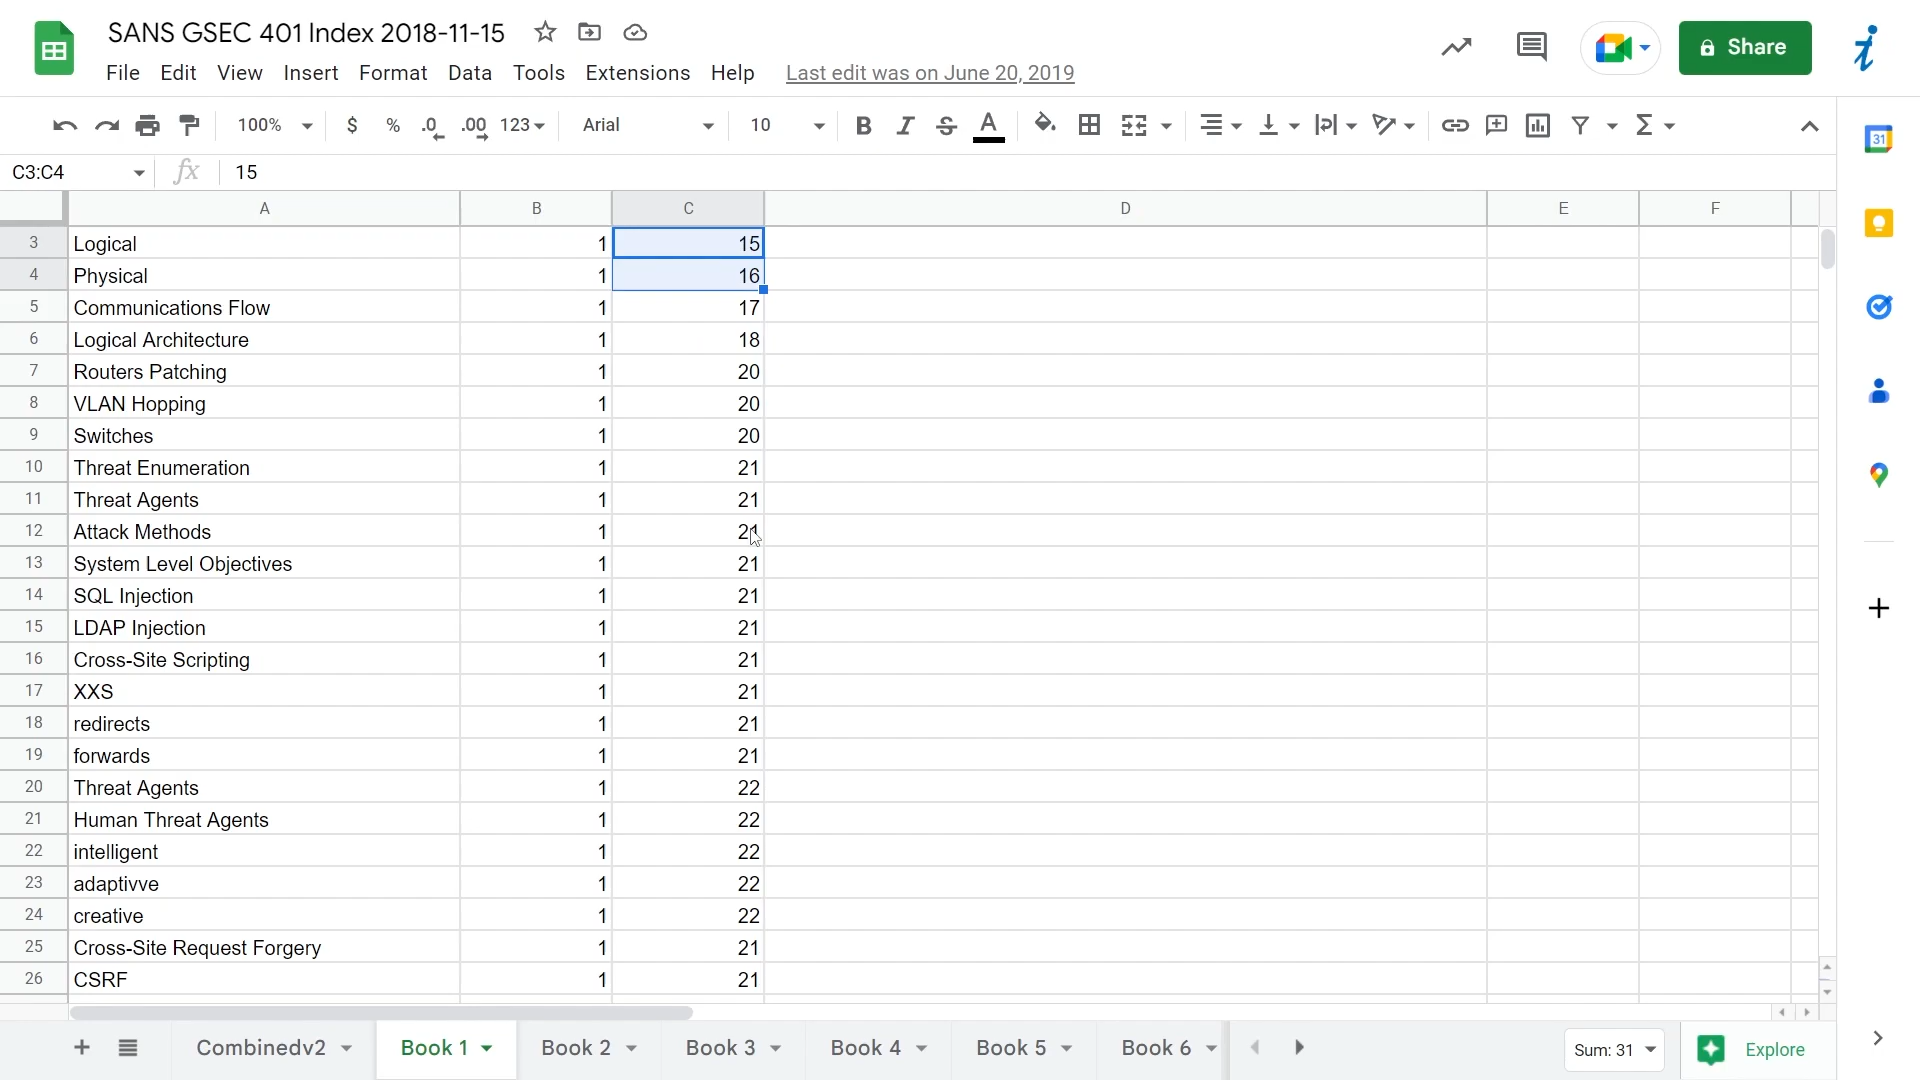 SANS GSEC 401 Index 2018-11-15
File Edit View Insert Format Data Tools Extensions Help Last edit was on June 20, 2019
Share
100% $ % .0 .00 123 Arial 10 B I S A
31
C3:C4 fx 15
A B C D E F
3 Logical 1 15
4 Physical 1 16
5 Communications Flow 1 17
6 Logical Architecture 1 18
7 Routers Patching 1 20
8 VLAN Hopping 1 20
9 Switches 1 20
10 Threat Enumeration 1 21
11 Threat Agents 1 21
12 Attack Methods 1 21
13 System Level Objectives 1 21
14 SQL Injection 1 21
15 LDAP Injection 1 21
16 Cross-Site Scripting 1 21
17 XXS 1 21
18 redirects 1 21
19 forwards 1 21
20 Threat Agents 1 22
21 Human Threat Agents 1 22
22 intelligent 1 22
23 adaptivve 1 22
24 creative 1 22
25 Cross-Site Request Forgery 1 21
26 CSRF 1 21
Combinedv2 Book 1 Book 2 Book 3 Book 4 Book 5 Book 6 Sum: 31 Explore